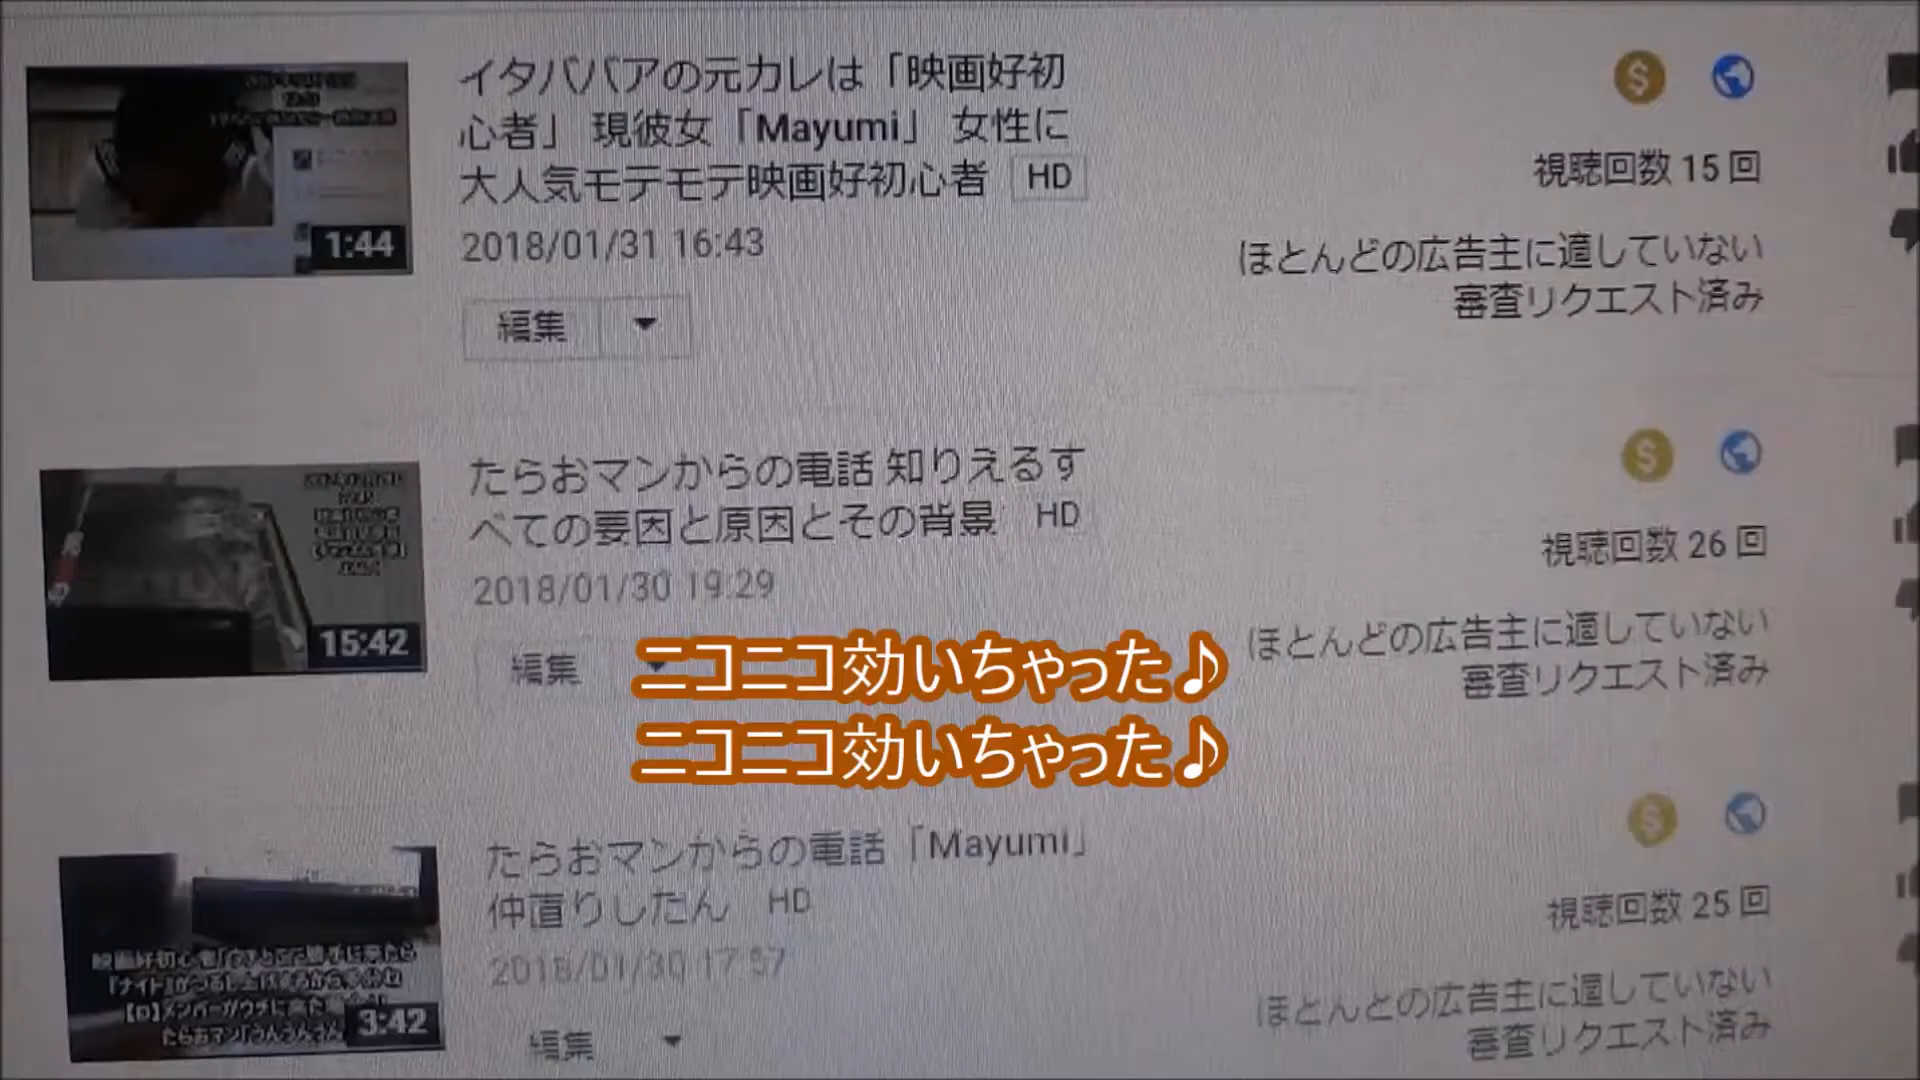 イタババアの元カレは「映画好初
心者」 現彼女「Mayumi」 女性に
大人気モテモテ映画好初心者 HD
2018/01/31 16:43
1:44
編集
視聴回数 15 回
ほとんどの広告主に適していない
審査リクエスト済み
たらおマンからの電話 知りえるす
べての要因と原因とその背景 HD
2018/01/30 19:29
15:42
編集
視聴回数 26 回
ほとんどの広告主に適していない
審査リクエスト済み
ニコニコ効いちゃった♪
ニコニコ効いちゃった♪
たらおマンからの電話「Mayumi」
仲直りしたん HD
2018/01/30 17:57
3:42
編集
視聴回数 25 回
ほとんどの広告主に適していない
審査リクエスト済み